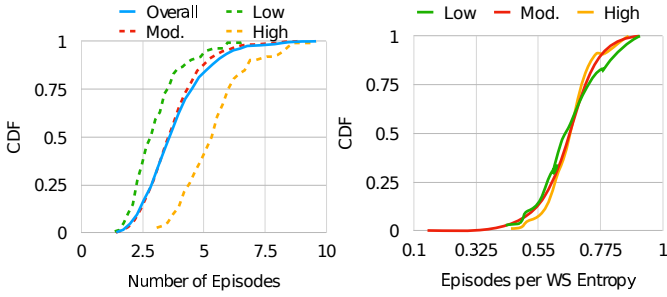 Overall Low
Mod. High
1
0.75
0.5
0.25
0
0 2.5 5 7.5 10
CDF
Number of Episodes
Low Mod. High
1
0.75
0.5
0.25
0
0.1 0.325 0.55 0.775 1
CDF
Episodes per WS Entropy